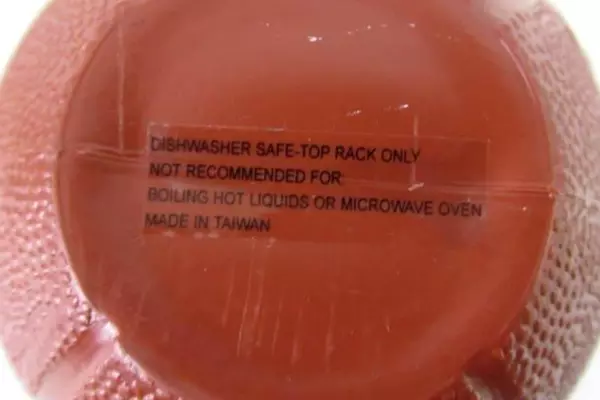 DISHWASHER SAFE-TOP RACK ONLY
NOT RECOMMENDED FOR:
BOILING HOT LIQUIDS OR MICROWAVE OVEN
MADE IN TAIWAN